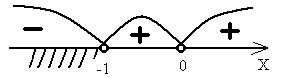 − + +
-1 0 X